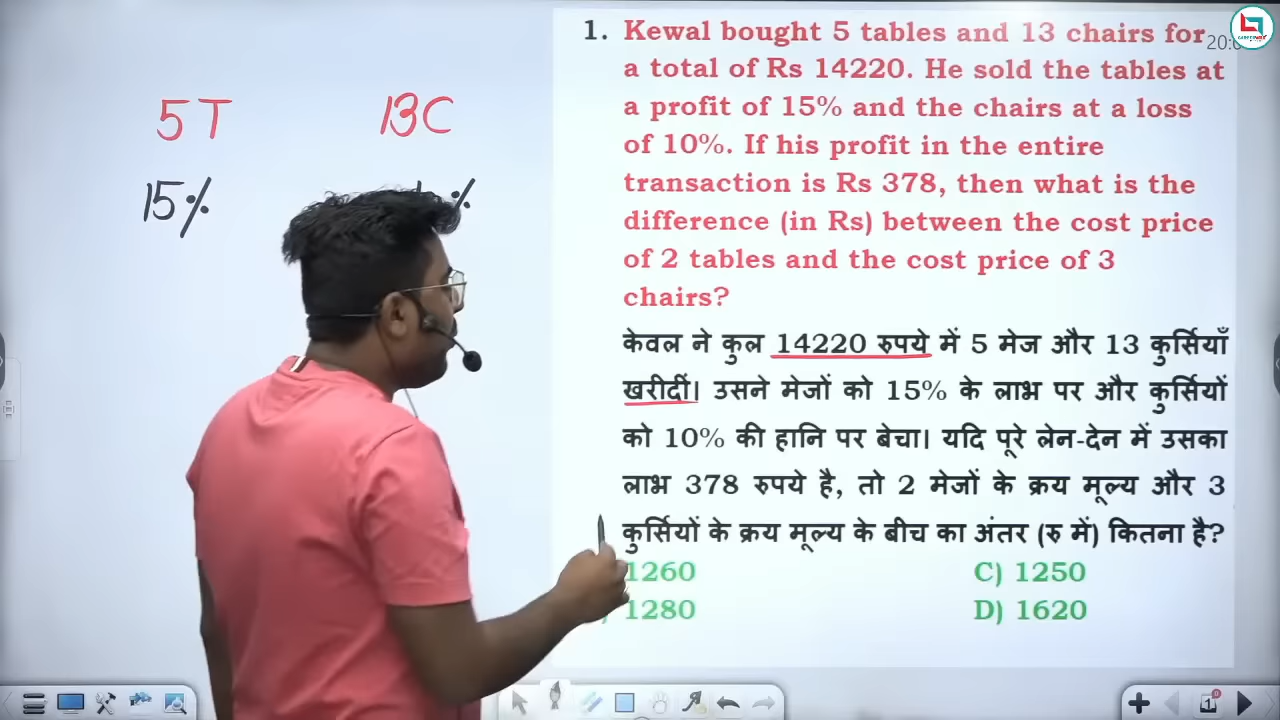 1. Kewal bought 5 tables and 13 chairs for
a total of Rs 14220. He sold the tables at
a profit of 15% and the chairs at a loss
of 10%. If his profit in the entire
transaction is Rs 378, then what is the
difference (in Rs) between the cost price
of 2 tables and the cost price of 3
chairs?
केवल ने कुल 14220 रुपये में 5 मेज और 13 कुर्सियाँ
खरीदीं। उसने मेजों को 15% के लाभ पर और कुर्सियों
को 10% की हानि पर बेचा। यदि पूरे लेन-देन में उसका
लाभ 378 रुपये है, तो 2 मेजों के क्रय मूल्य और 3
कुर्सियों के क्रय मूल्य के बीच का अंतर (रु में) कितना है?
1260 C) 1250
) 1280 D) 1620
5T 13C
15% %
1